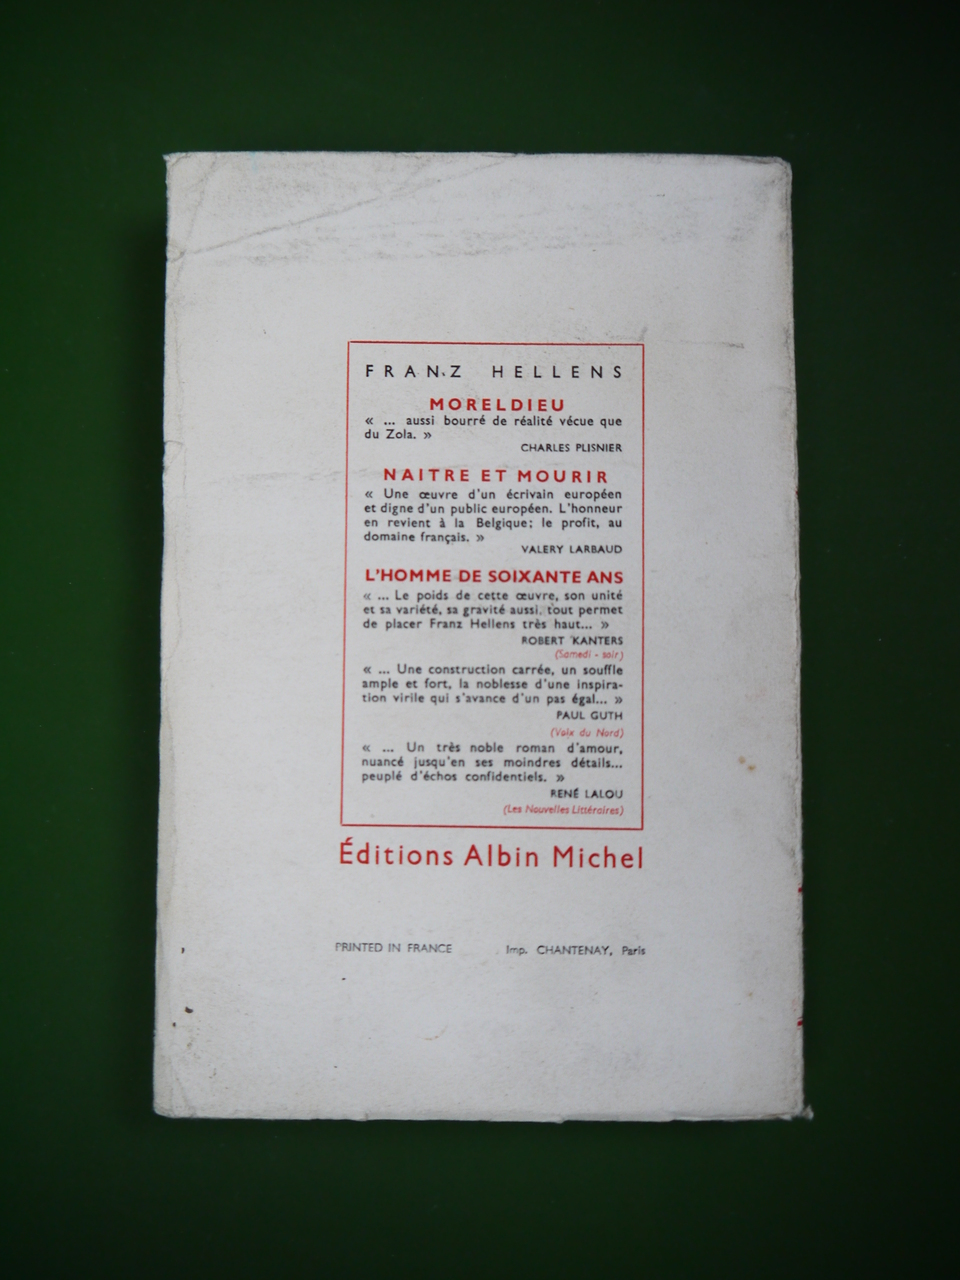 FRANZ HELLENS
MORELDIEU
« ... aussi bourré de réalité vécue que
du Zola. »
CHARLES PLISNIER
NAITRE ET MOURIR
« Une œuvre d'un écrivain européen
et digne d'un public européen. L'honneur
en revient à la Belgique; le profit, au
domaine français. »
VALERY LARBAUD
L'HOMME DE SOIXANTE ANS
« ... Le poids de cette œuvre, son unité
et sa variété, sa gravité aussi, tout permet
de placer Franz Hellens très haut... »
ROBERT KANTERS
(Samedi - soir)
« ... Une construction carrée, un souffle
ample et fort, la noblesse d'une inspira-
tion virile qui s'avance d'un pas égal... »
PAUL GUTH
(Voix du Nord)
« ... Un très noble roman d'amour,
nuancé jusqu'en ses moindres détails...
peuplé d'échos confidentiels. »
RENÉ LALOU
(Les Nouvelles Littéraires)
Éditions Albin Michel
PRINTED IN FRANCE Imp. CHANTENAY, Paris